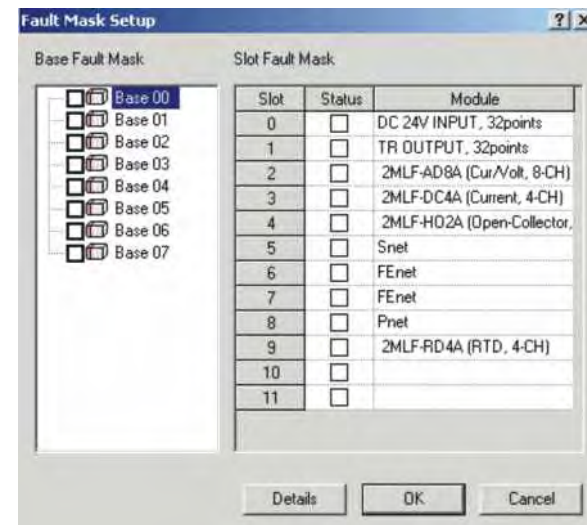 Fault Mask Setup
Base Fault Mask
Base 00
Base 01
Base 02
Base 03
Base 04
Base 05
Base 06
Base 07
Slot Fault Mask
Slot Status Module
0 DC 24V INPUT, 32points
1 TR OUTPUT, 32points
2 2MLF-AD8A (Cur/Volt, 8-CH)
3 2MLF-DC4A (Current, 4-CH)
4 2MLF-HO2A (Open-Collector,
5 Snet
6 FEnet
7 FEnet
8 Pnet
9 2MLF-RD4A (RTD, 4-CH)
10
11
Details OK Cancel